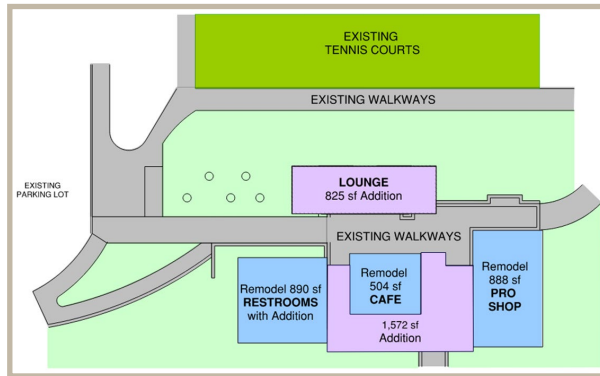 EXISTING
TENNIS COURTS
EXISTING WALKWAYS
EXISTING
PARKING LOT
LOUNGE
825 sf Addition
EXISTING WALKWAYS
Remodel 890 sf
RESTROOMS
with Addition
Remodel
504 sf
CAFE
1,572 sf
Addition
Remodel
888 sf
PRO
SHOP